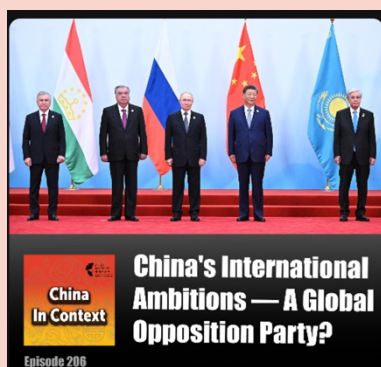 China
In Context
China's International
Ambitions — A Global
Opposition Party?
Episode 206